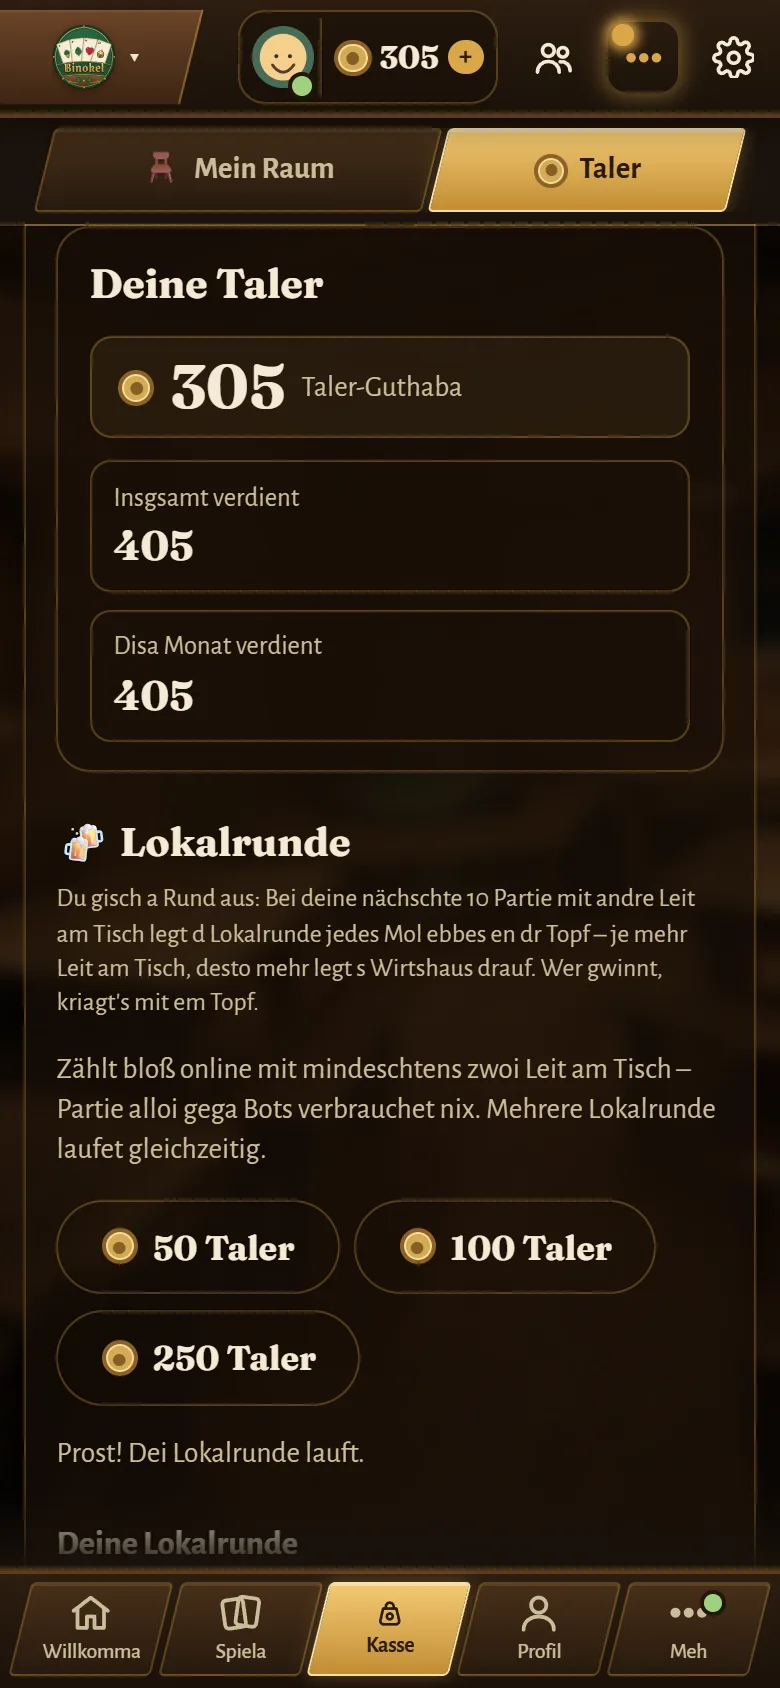 Binokel
305
+
Mein Raum
Taler
Deine Taler
305 Taler-Guthaba
Insgsamt verdient
405
Disa Monat verdient
405
Lokalrunde
Du gisch a Rund aus: Bei deine nächschte 10 Partie mit andre Leit
am Tisch legt d Lokalrunde jedes Mol ebbes en dr Topf – je mehr
Leit am Tisch, desto mehr legt s Wirtshaus drauf. Wer gwinnt,
kriagt's mit em Topf.
Zählt bloß online mit mindeschtens zwoi Leit am Tisch –
Partie alloi gega Bots verbrauchet nix. Mehrere Lokalrunde
laufet gleichzeitig.
50 Taler
100 Taler
250 Taler
Prost! Dei Lokalrunde lauft.
Deine Lokalrunde
Willkomma
Spiela
Kasse
Profil
Meh